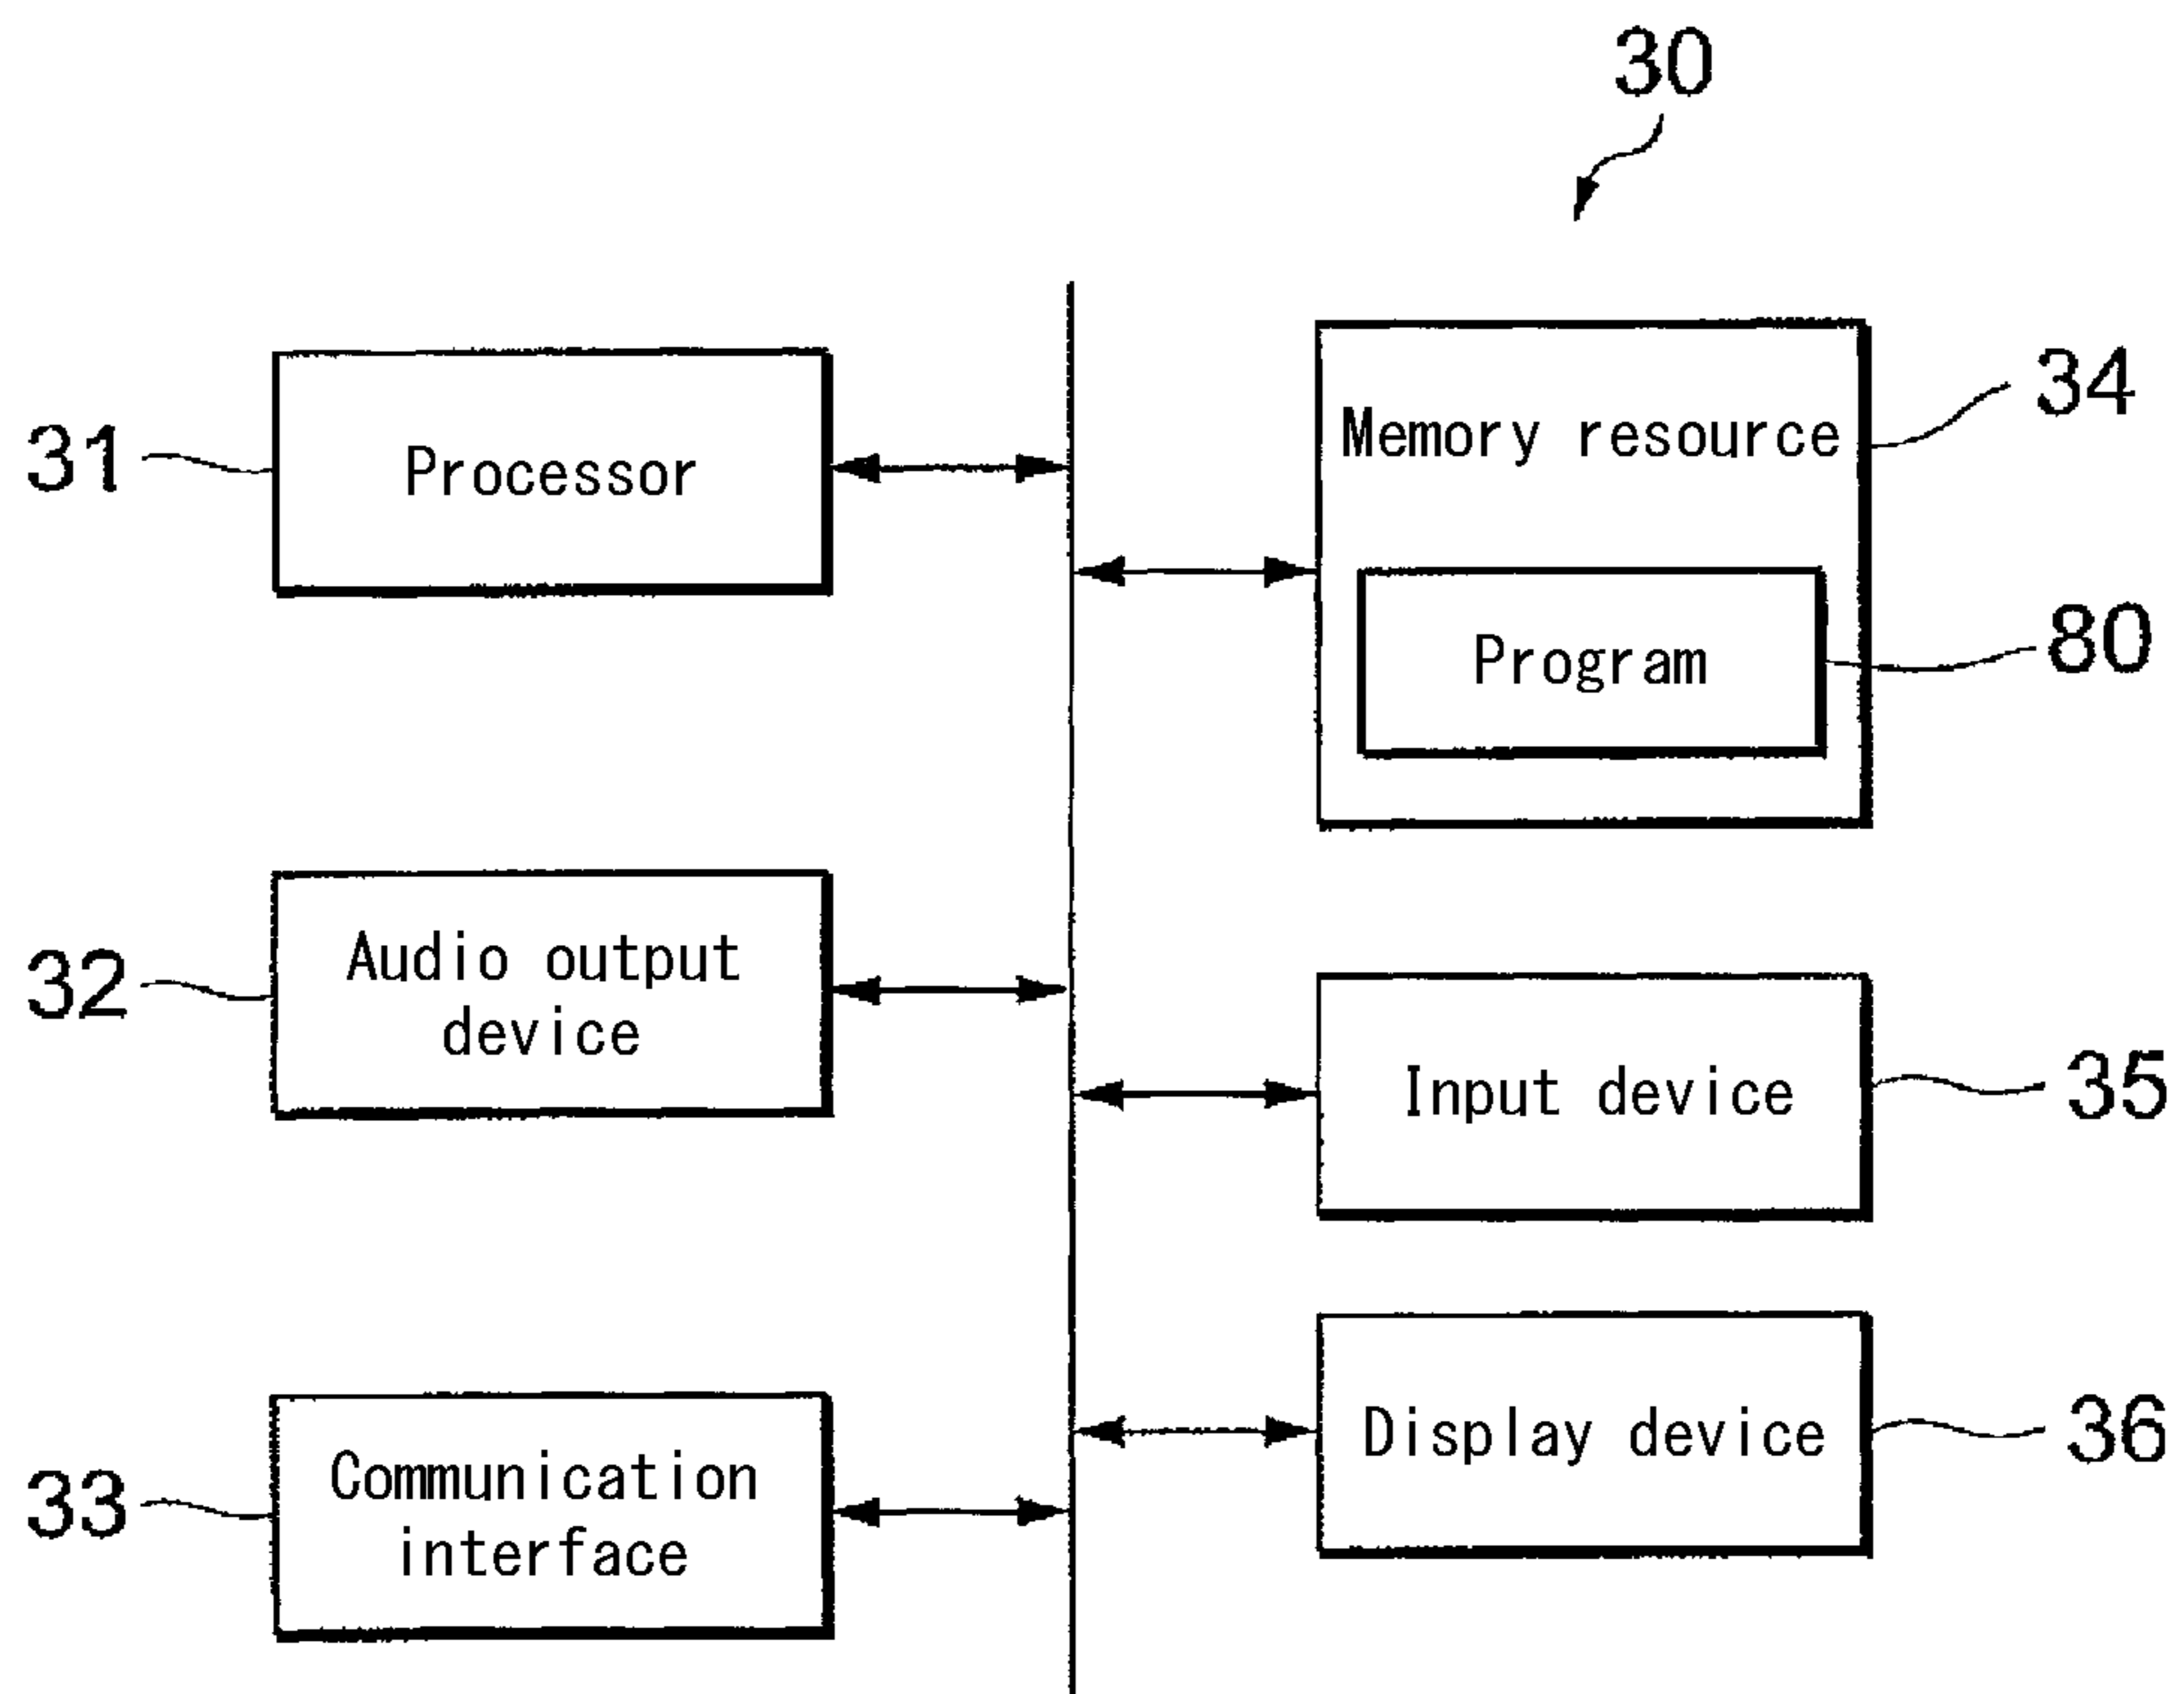 30
31
Processor
Memory resource
34
Program
80
32
Audio output
device
Input device
35
33
Communication
interface
Display device
36